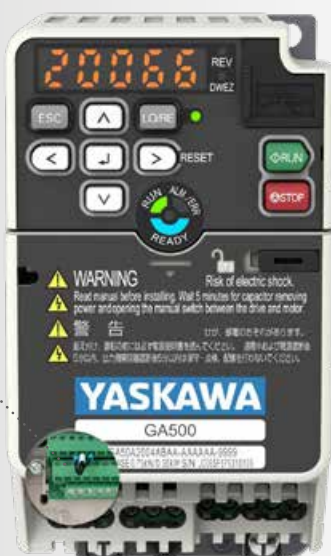 20066
REV
DWEZ
ESC
LO/RE
RESET
RUN
STOP
RUN
ALM/ERR
READY
WARNING
Risk of electric shock.
Read manual before installing. Wait 5 minutes for capacitor removing
power and opening the manual switch between the drive and motor
警 告
YASKAWA
GA500